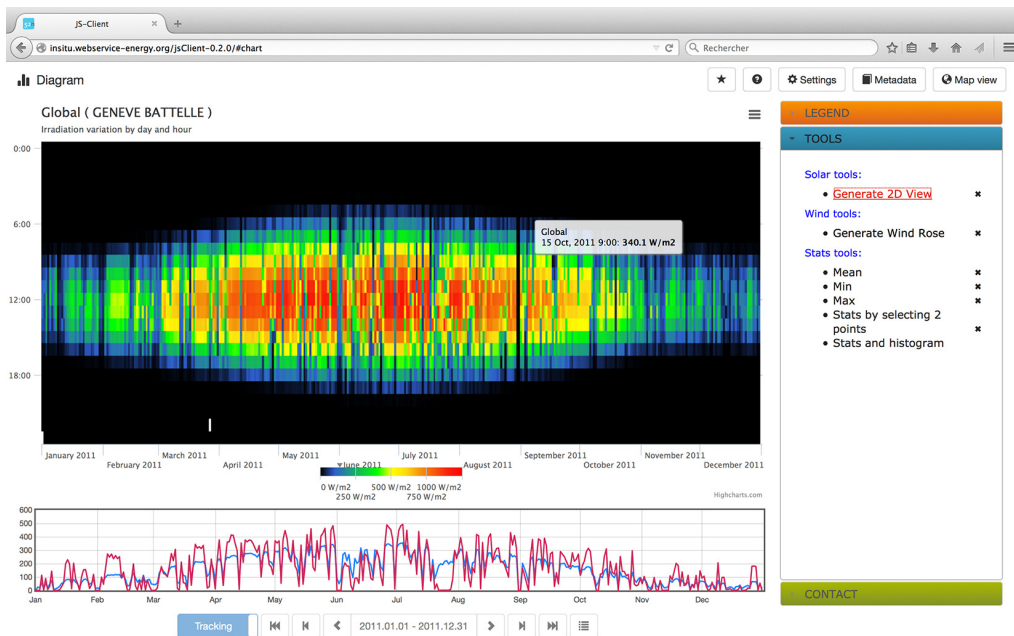 JS-Client
insitu.webservice-energy.org/jsClient-0.2.0/#chart
Rechercher
Diagram
Settings
Metadata
Map view
Global ( GENEVE BATTELLE )
Irradiation variation by day and hour
0:00
6:00
12:00
18:00
Global
15 Oct, 2011 9:00: 340.1 W/m2
January 2011
February 2011
March 2011
April 2011
May 2011
June 2011
July 2011
August 2011
September 2011
October 2011
November 2011
December 2011
0 W/m2
250 W/m2
500 W/m2
750 W/m2
1000 W/m2
Highcharts.com
600
500
400
300
200
100
0
Jan
Feb
Mar
Apr
May
Jun
Jul
Aug
Sep
Oct
Nov
Dec
Tracking
2011.01.01 - 2011.12.31
LEGEND
TOOLS
Solar tools:
Generate 2D View
Wind tools:
Generate Wind Rose
Stats tools:
Mean
Min
Max
Stats by selecting 2
points
Stats and histogram
CONTACT